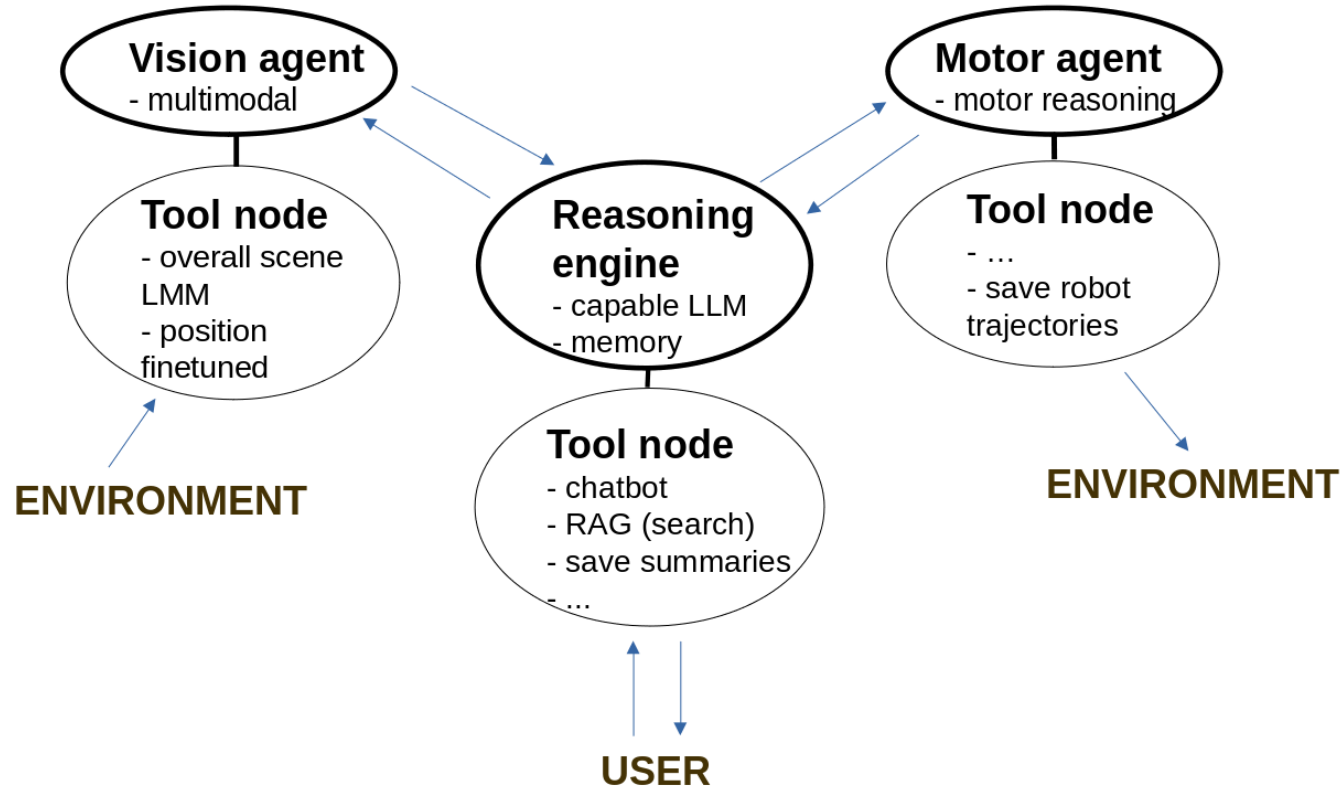 Vision agent
- multimodal
Tool node
- overall scene
LMM
- position
finetuned
ENVIRONMENT
Reasoning
engine
- capable LLM
- memory
Tool node
- chatbot
- RAG (search)
- save summaries
- ...
USER
Motor agent
- motor reasoning
Tool node
- ...
- save robot
trajectories
ENVIRONMENT